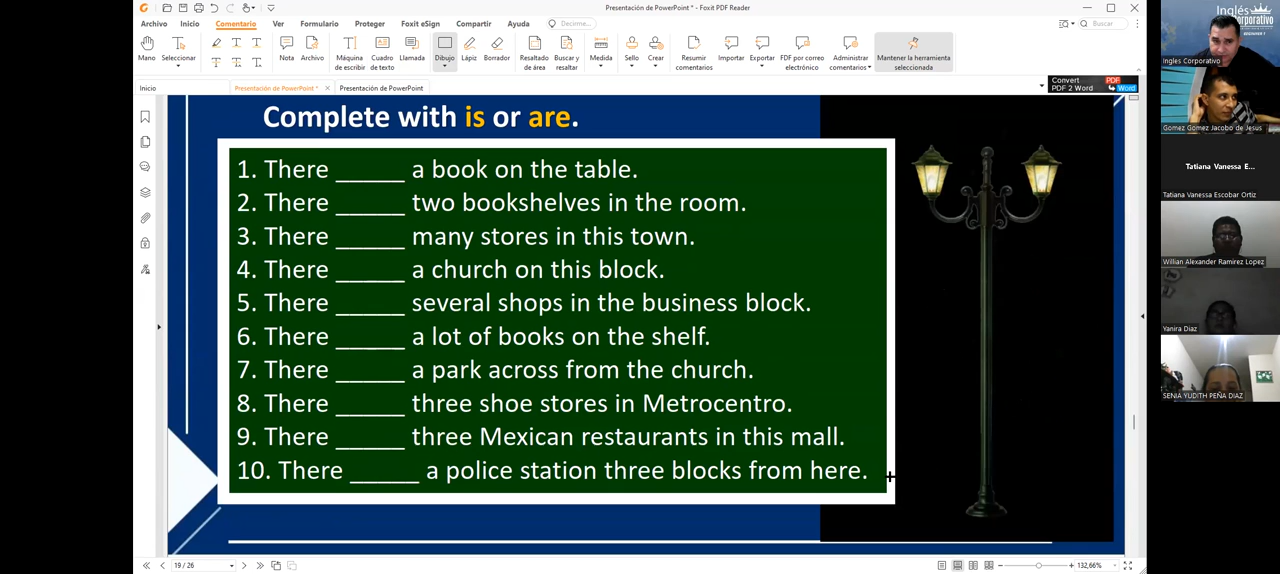 Presentación de PowerPoint * - Foxit PDF Reader
Archivo Inicio Comentario Ver Formulario Proteger Foxit eSign Compartir Ayuda Decirme... Buscar
Mano Seleccionar Nota Archivo Máquina de escribir Cuadro de texto Llamada Dibujo Lápiz Borrador Resaltado de área Buscar y resaltar Medida Sello Crear Resumir comentarios Importar Exportar PDF por correo electrónico Administrar comentarios Mantener la herramienta seleccionada
Inicio Presentación de PowerPoint * Presentación de PowerPoint
Convert PDF
PDF 2 Word Word
Complete with is or are.
1. There ______ a book on the table.
2. There ______ two bookshelves in the room.
3. There ______ many stores in this town.
4. There ______ a church on this block.
5. There ______ several shops in the business block.
6. There ______ a lot of books on the shelf.
7. There ______ a park across from the church.
8. There ______ three shoe stores in Metrocentro.
9. There ______ three Mexican restaurants in this mall.
10. There ______ a police station three blocks from here.
19 / 26
132,66%
Inglés
Corporativo
Ingles Corporativo
Gomez Gomez Jacobo de Jesus
Tatiana Vanessa E...
Tatiana Vanessa Escobar Ortiz
Willian Alexander Ramirez Lopez
Yanira Diaz
SENIA YUDITH PEÑA DIAZ